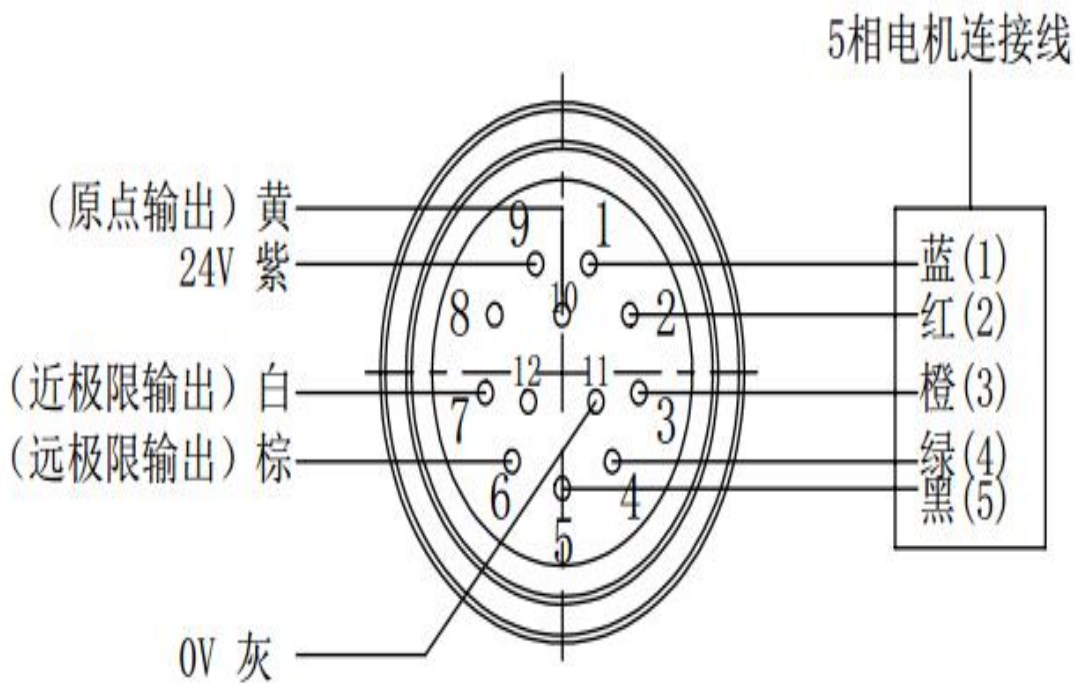 5相电机连接线
(原点输出) 黄
24V 紫
(近极限输出) 白
(远极限输出) 棕
0V 灰
9
1
8
10
2
12
11
7
3
6
4
5
蓝(1)
红(2)
橙(3)
绿(4)
黑(5)